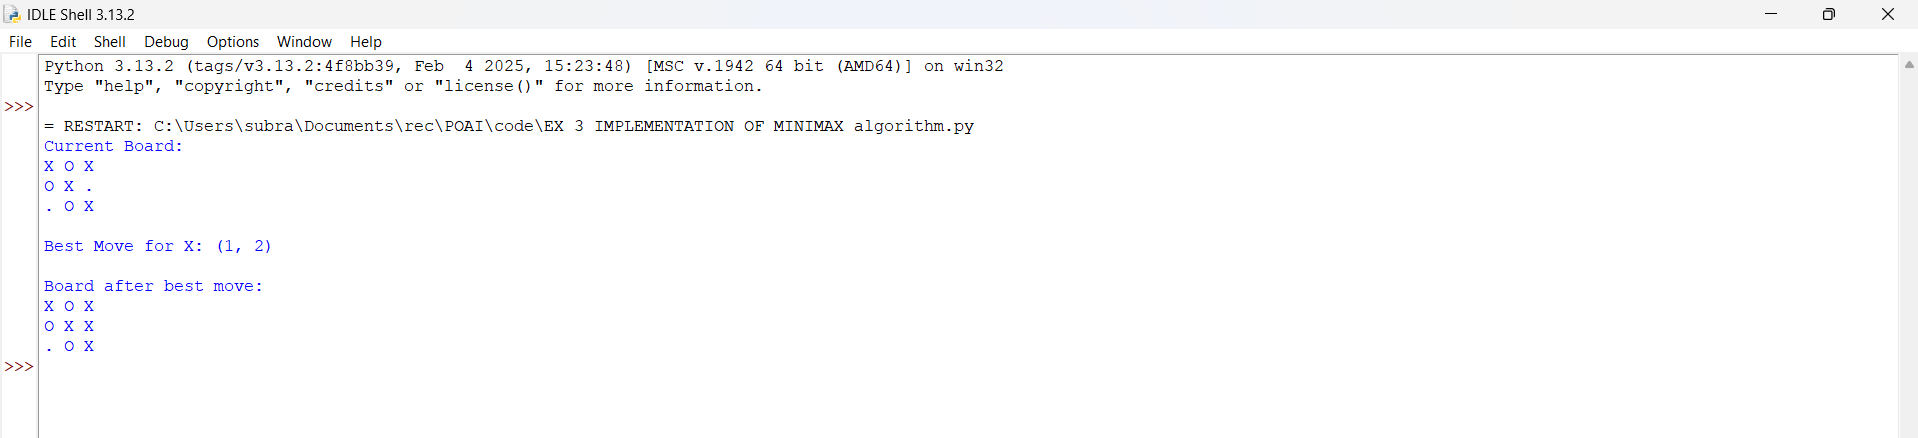 IDLE Shell 3.13.2
File Edit Shell Debug Options Window Help
Python 3.13.2 (tags/v3.13.2:4f8bb39, Feb  4 2025, 15:23:48) [MSC v.1942 64 bit (AMD64)] on win32
Type "help", "copyright", "credits" or "license()" for more information.
>>>
= RESTART: C:\Users\subra\Documents\rec\POAI\code\EX 3 IMPLEMENTATION OF MINIMAX algorithm.py
Current Board:
X O X
O X .
. O X
Best Move for X: (1, 2)
Board after best move:
X O X
O X X
. O X
>>>